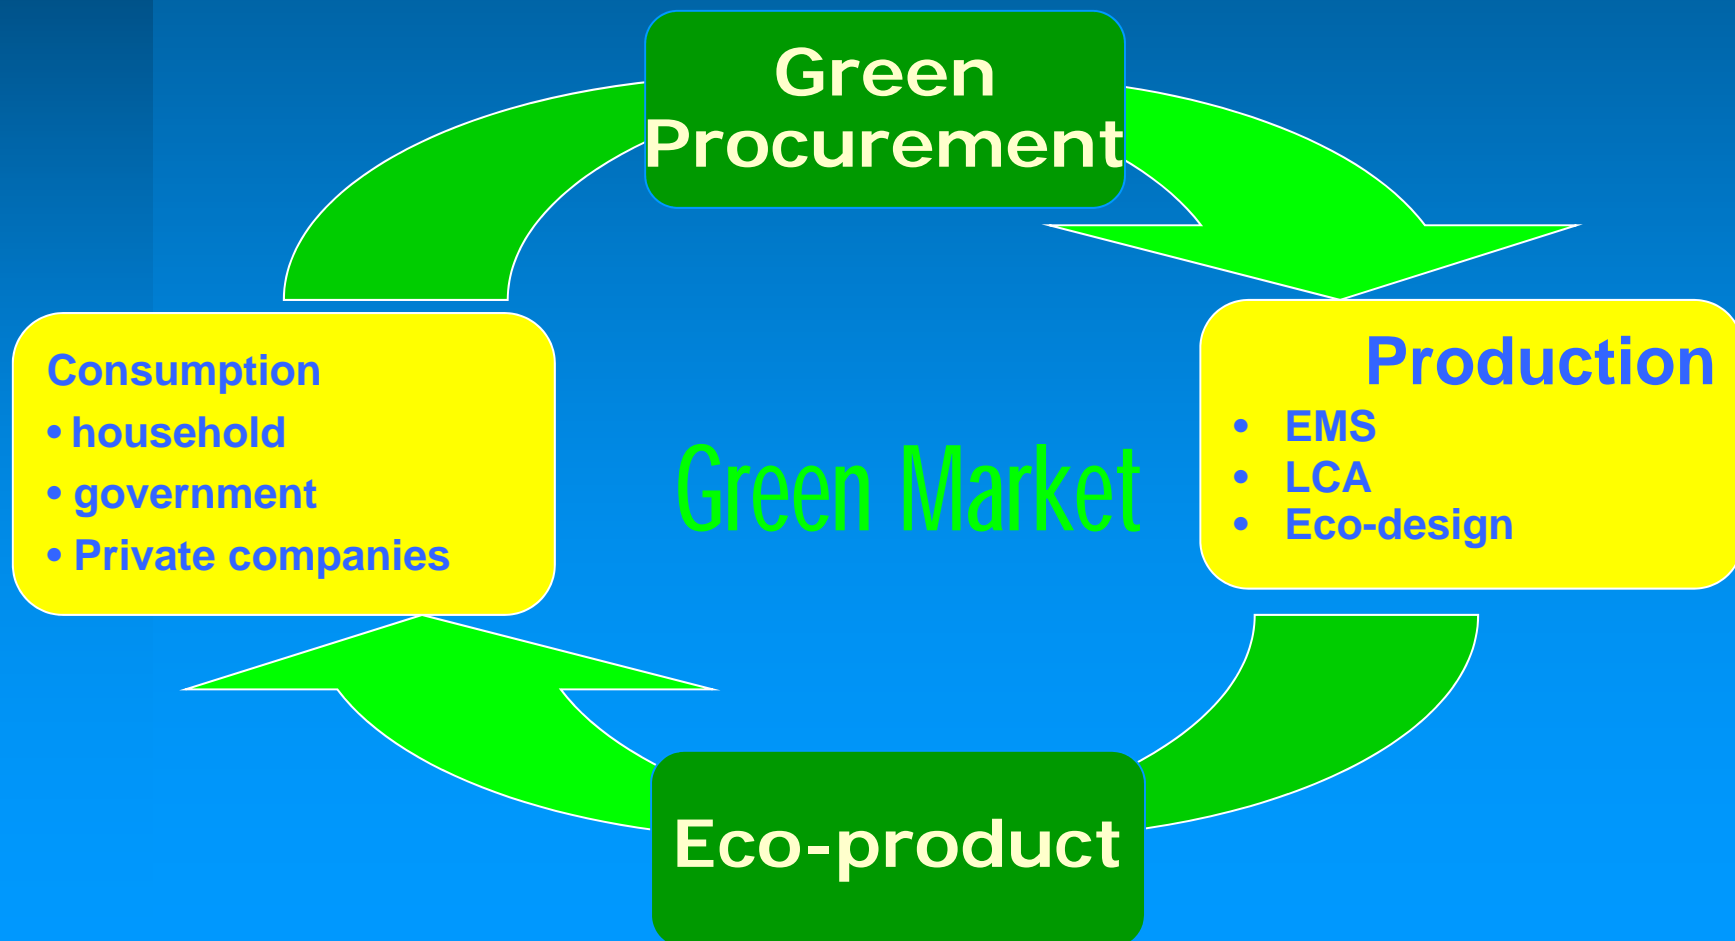 Green
Procurement
Consumption
• household
• government
• Private companies
Green Market
Production
• EMS
• LCA
• Eco-design
Eco-product